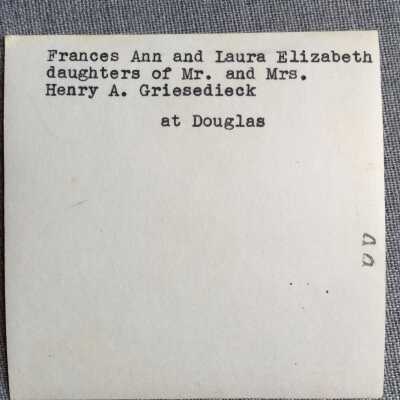 Frances Ann and Laura Elizabeth
daughters of Mr. and Mrs.
Henry A. Griesedieck
at Douglas